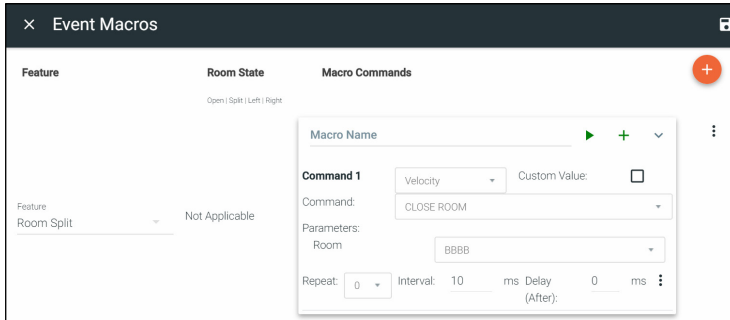 Event Macros
Feature Room State Macro Commands
Open | Split | Left | Right
Macro Name
Command 1 Velocity Custom Value:
Command: CLOSE ROOM
Feature
Room Split Not Applicable
Parameters:
Room BBBB
Repeat: 0 Interval: 10 ms Delay 0 ms
(After):